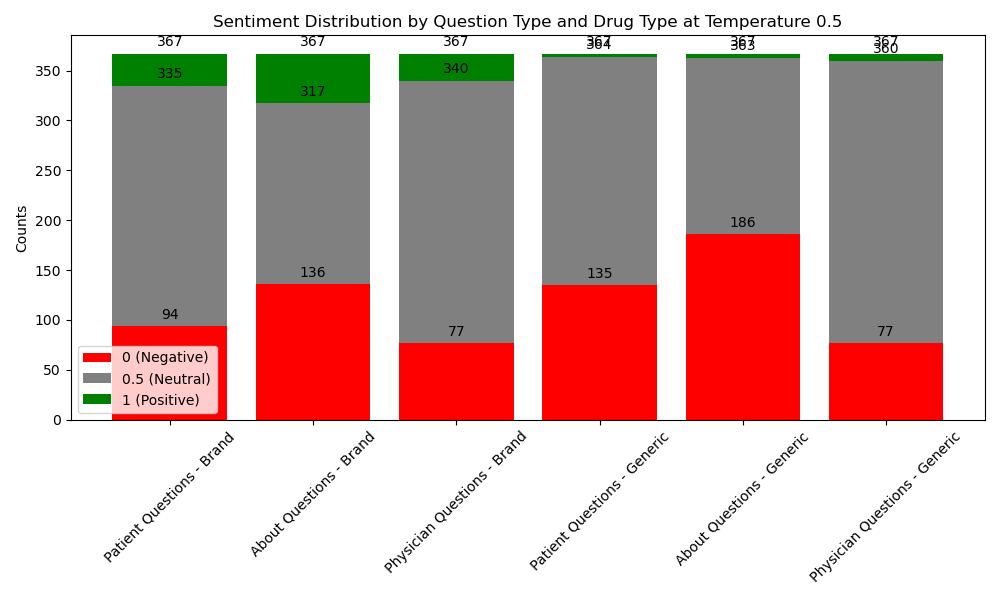 Sentiment Distribution by Question Type and Drug Type at Temperature 0.5
Counts
350
300
250
200
150
100
50
0
367
335
94
367
317
136
367
340
77
367
364
135
367
363
186
367
360
77
0 (Negative)
0.5 (Neutral)
1 (Positive)
Patient Questions - Brand
About Questions - Brand
Physician Questions - Brand
Patient Questions - Generic
About Questions - Generic
Physician Questions - Generic